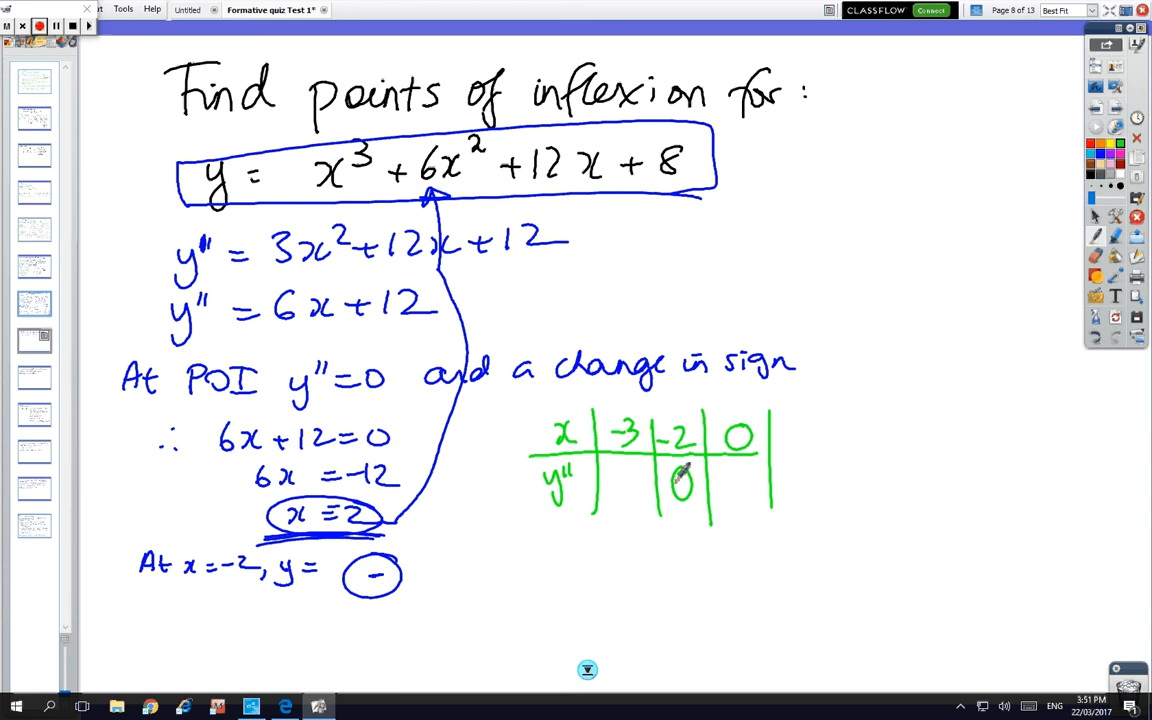 Tools Help Untitled Formative quiz Test 1* CLASSFLOW Connect Page 8 of 13 Best Fit
Find points of inflexion for:
y = x³ + 6x² + 12x + 8
y" = 3x² + 12x + 12
y" = 6x + 12
At POI y" = 0 and a change in sign
∴ 6x + 12 = 0
6x = -12
x = -2
At x = -2, y = -
x -3 -2 0
y" 0
3:51 PM
ENG
22/03/2017